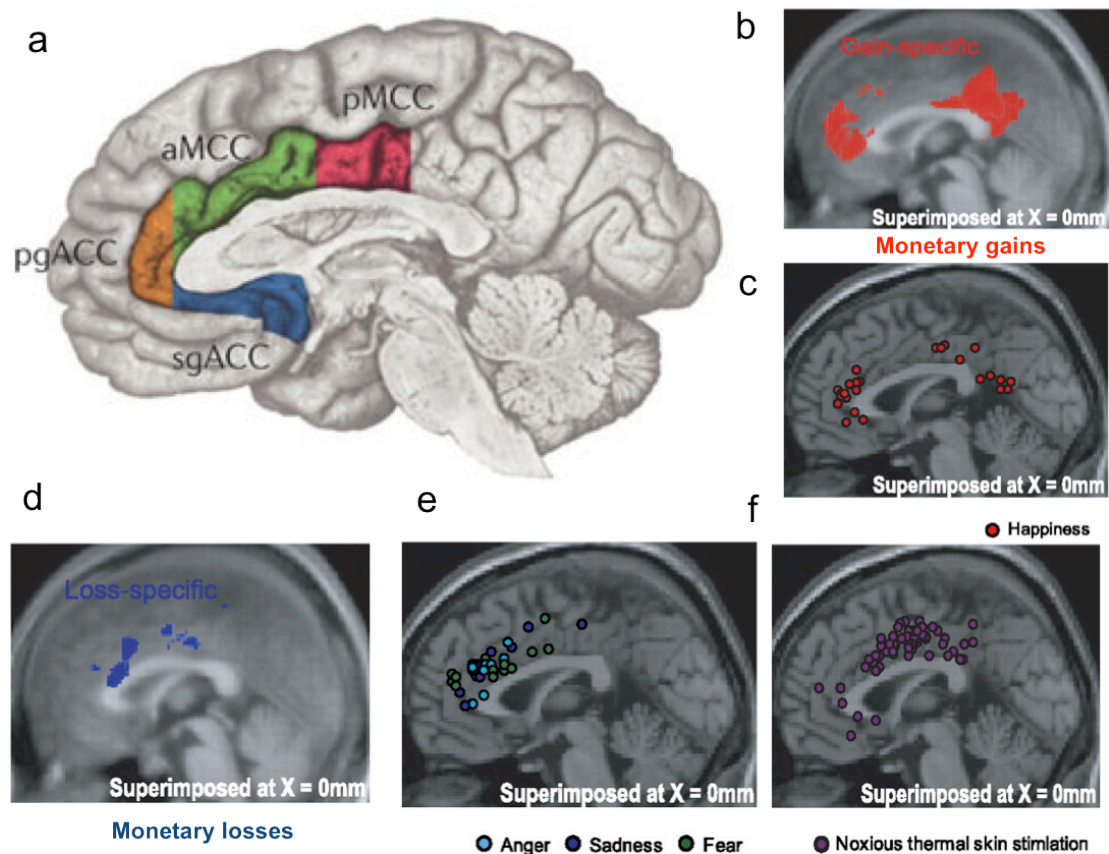 a
pMCC
aMCC
pgACC
sgACC
b
Gain-specific
Superimposed at X = 0mm
Monetary gains
c
Superimposed at X = 0mm
Happiness
d
Loss-specific
Superimposed at X = 0mm
Monetary losses
e
Superimposed at X = 0mm
Anger Sadness Fear
f
Superimposed at X = 0mm
Noxious thermal skin stimlation